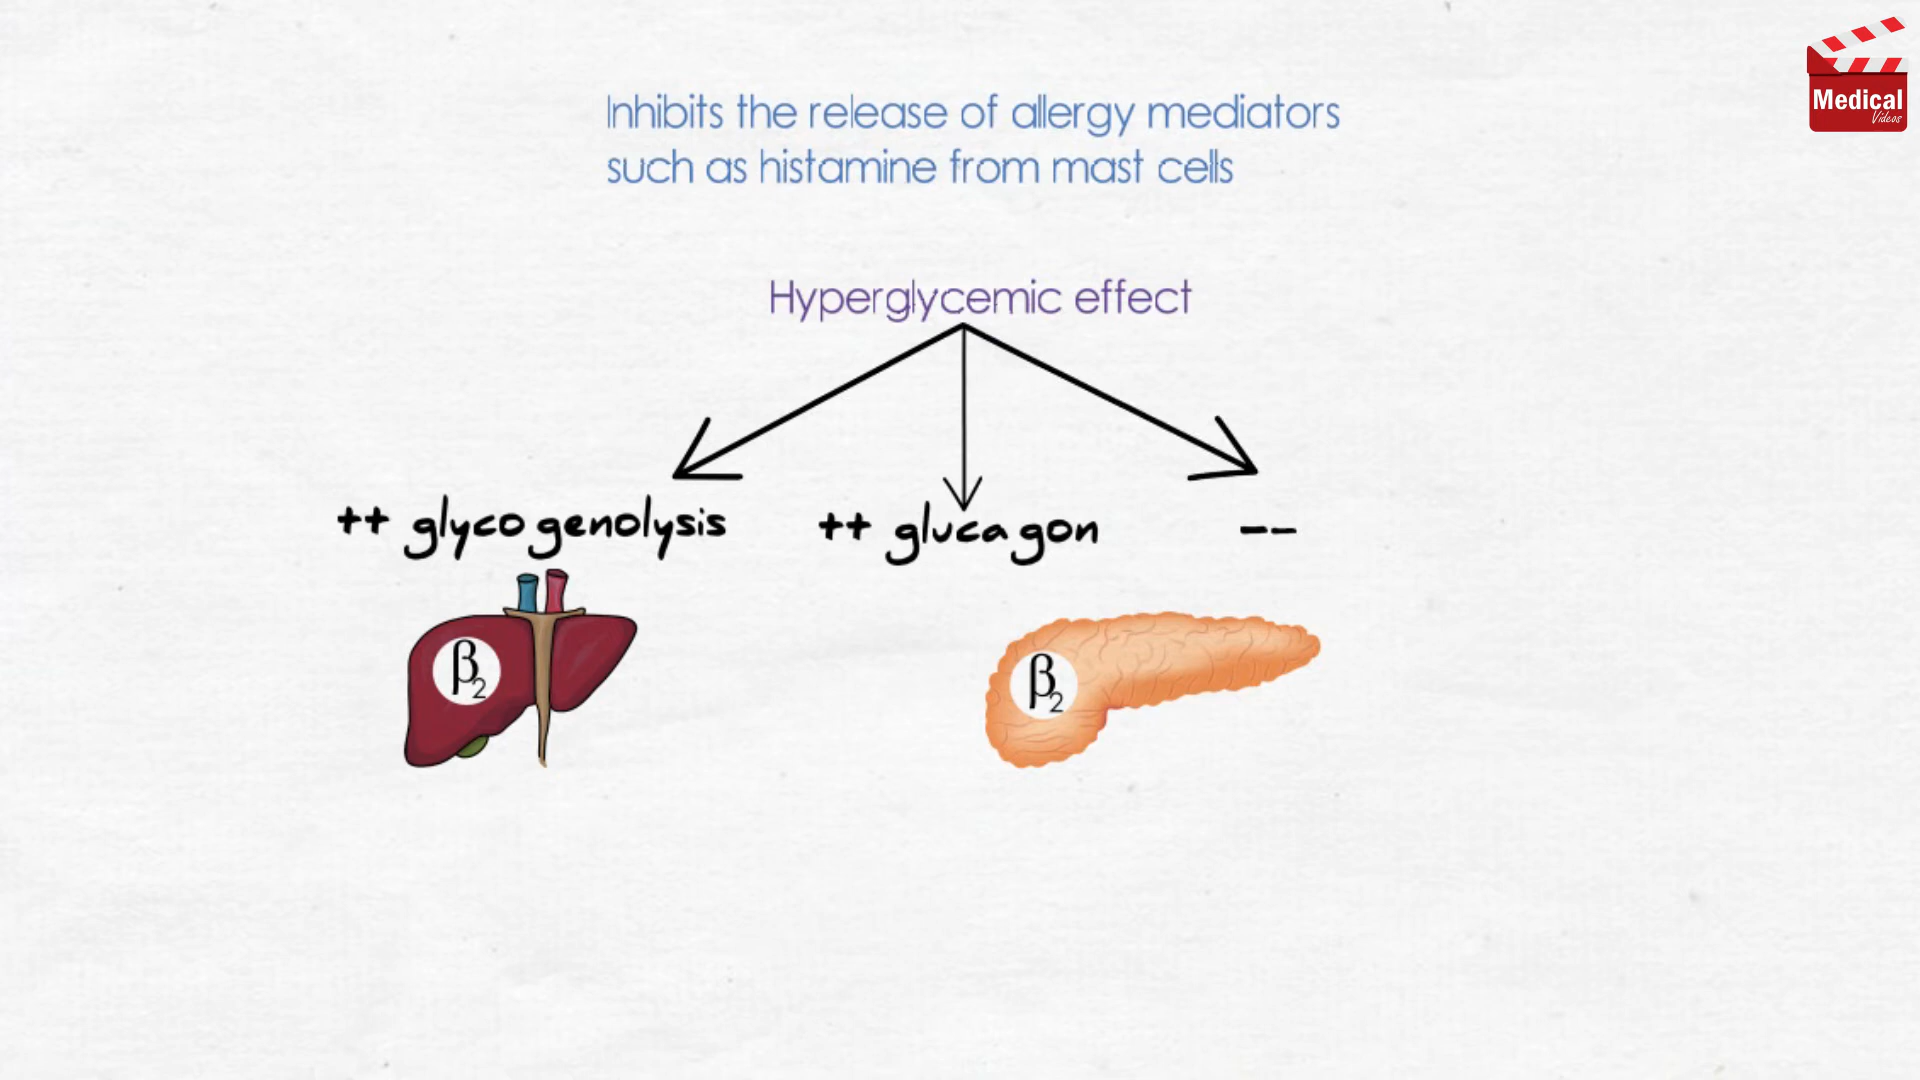 Medical
Videos
Inhibits the release of allergy mediators
such as histamine from mast cells
Hyperglycemic effect
++ glycogenolysis
++ glucagon
--
β2
β2